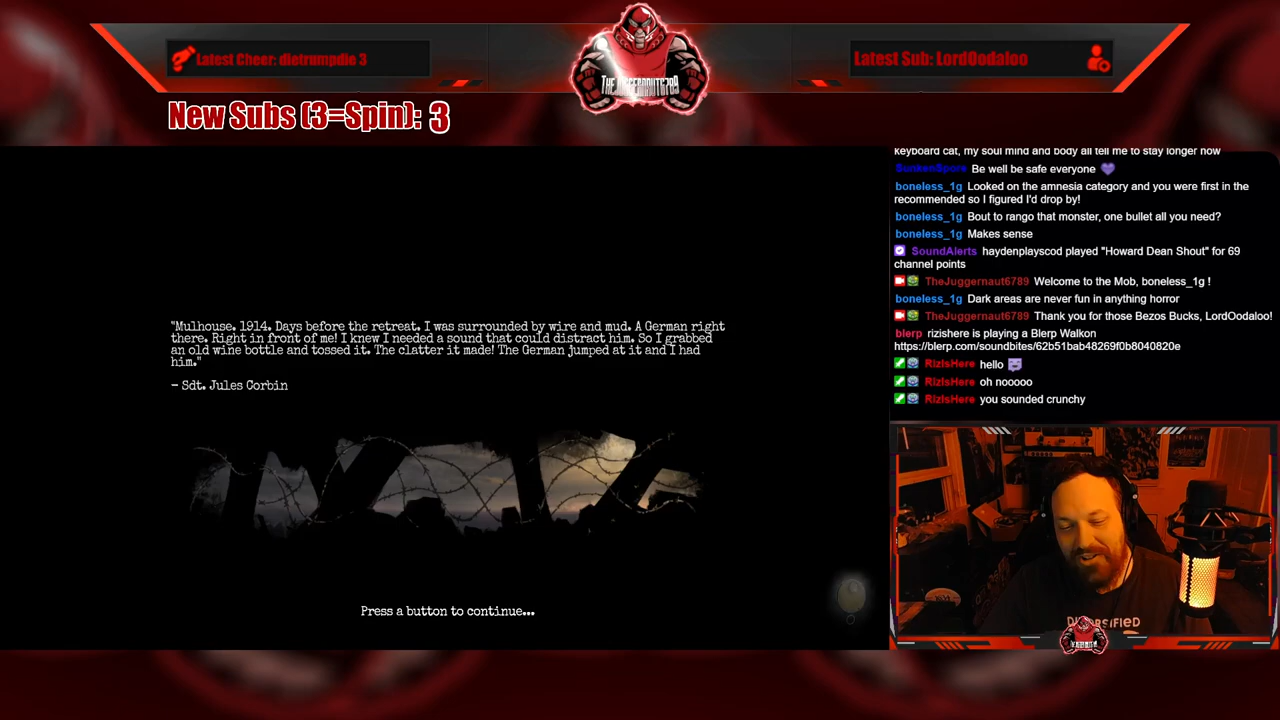 Latest Cheer: dietrumpdie 3
THEJUGGERNAUT6789
Latest Sub: LordOodaloo
New Subs (3=Spin): 3
keyboard cat, my soul mind and body all tell me to stay longer now
SunkenSpore Be well be safe everyone
boneless_1g Looked on the amnesia category and you were first in the
recommended so I figured I'd drop by!
boneless_1g Bout to rango that monster, one bullet all you need?
boneless_1g Makes sense
SoundAlerts haydenplayscod played "Howard Dean Shout" for 69
channel points
TheJuggernaut6789 Welcome to the Mob, boneless_1g !
boneless_1g Dark areas are never fun in anything horror
TheJuggernaut6789 Thank you for those Bezos Bucks, LordOodaloo!
blerp rizishere is playing a Blerp Walkon
https://blerp.com/soundbites/62b51bab48269f0b8040820e
RizIsHere hello
RizIsHere oh nooooo
RizIsHere you sounded crunchy
"Mulhouse. 1914. Days before the retreat. I was surrounded by wire and mud. A German right
there. Right in front of me! I knew I needed a sound that could distract him. So I grabbed
an old wine bottle and tossed it. The clatter it made! The German jumped at it and I had
him."
- Sdt. Jules Corbin
Press a button to continue...